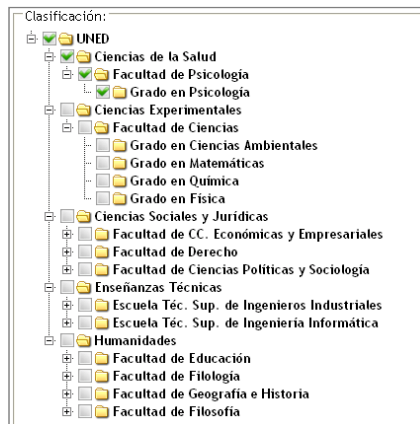 Clasificación:
UNED
Ciencias de la Salud
Facultad de Psicología
Grado en Psicología
Ciencias Experimentales
Facultad de Ciencias
Grado en Ciencias Ambientales
Grado en Matemáticas
Grado en Química
Grado en Física
Ciencias Sociales y Jurídicas
Facultad de CC. Económicas y Empresariales
Facultad de Derecho
Facultad de Ciencias Políticas y Sociología
Enseñanzas Técnicas
Escuela Téc. Sup. de Ingenieros Industriales
Escuela Téc. Sup. de Ingeniería Informática
Humanidades
Facultad de Educación
Facultad de Filología
Facultad de Geografía e Historia
Facultad de Filosofía